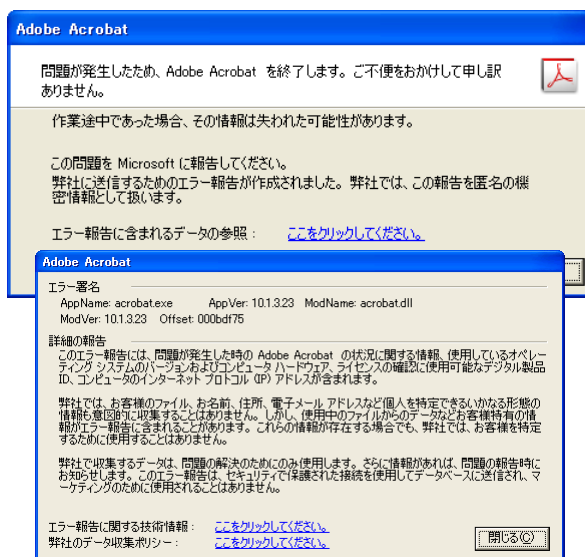 Adobe Acrobat
問題が発生したため、Adobe Acrobat を終了します。ご不便をおかけして申し訳
ありません。
作業途中であった場合、その情報は失われた可能性があります。
この問題を Microsoft に報告してください。
弊社に送信するためのエラー報告が作成されました。弊社では、この報告を匿名の機
密情報として扱います。
エラー報告に含まれるデータの参照： ここをクリックしてください。
Adobe Acrobat
エラー署名
AppName: acrobat.exe AppVer: 10.1.3.23 ModName: acrobat.dll
ModVer: 10.1.3.23 Offset: 000bdf75
詳細の報告
このエラー報告には、問題が発生した時の Adobe Acrobat の状況に関する情報、使用しているオペレー
ティング システムのバージョンおよびコンピュータ ハードウェア、ライセンスの確認に使用可能なデジタル製品
ID、コンピュータのインターネット プロトコル (IP) アドレスが含まれます。
弊社では、お客様のファイル、お名前、住所、電子メール アドレスなど個人を特定できるいかなる形態の
情報も意図的に収集することはありません。しかし、使用中のファイルからのデータなどお客様特有の情
報がエラー報告に含まれることがあります。これらの情報が存在する場合でも、弊社では、お客様を特定
するために使用することはありません。
弊社で収集するデータは、問題の解決のためにのみ使用します。さらに情報があれば、問題の報告時に
お知らせします。このエラー報告は、セキュリティで保護された接続を使用してデータベースに送信され、マ
ーケティングのために使用されることはありません。
エラー報告に関する技術情報： ここをクリックしてください。
弊社のデータ収集ポリシー： ここをクリックしてください。
閉じる(C)